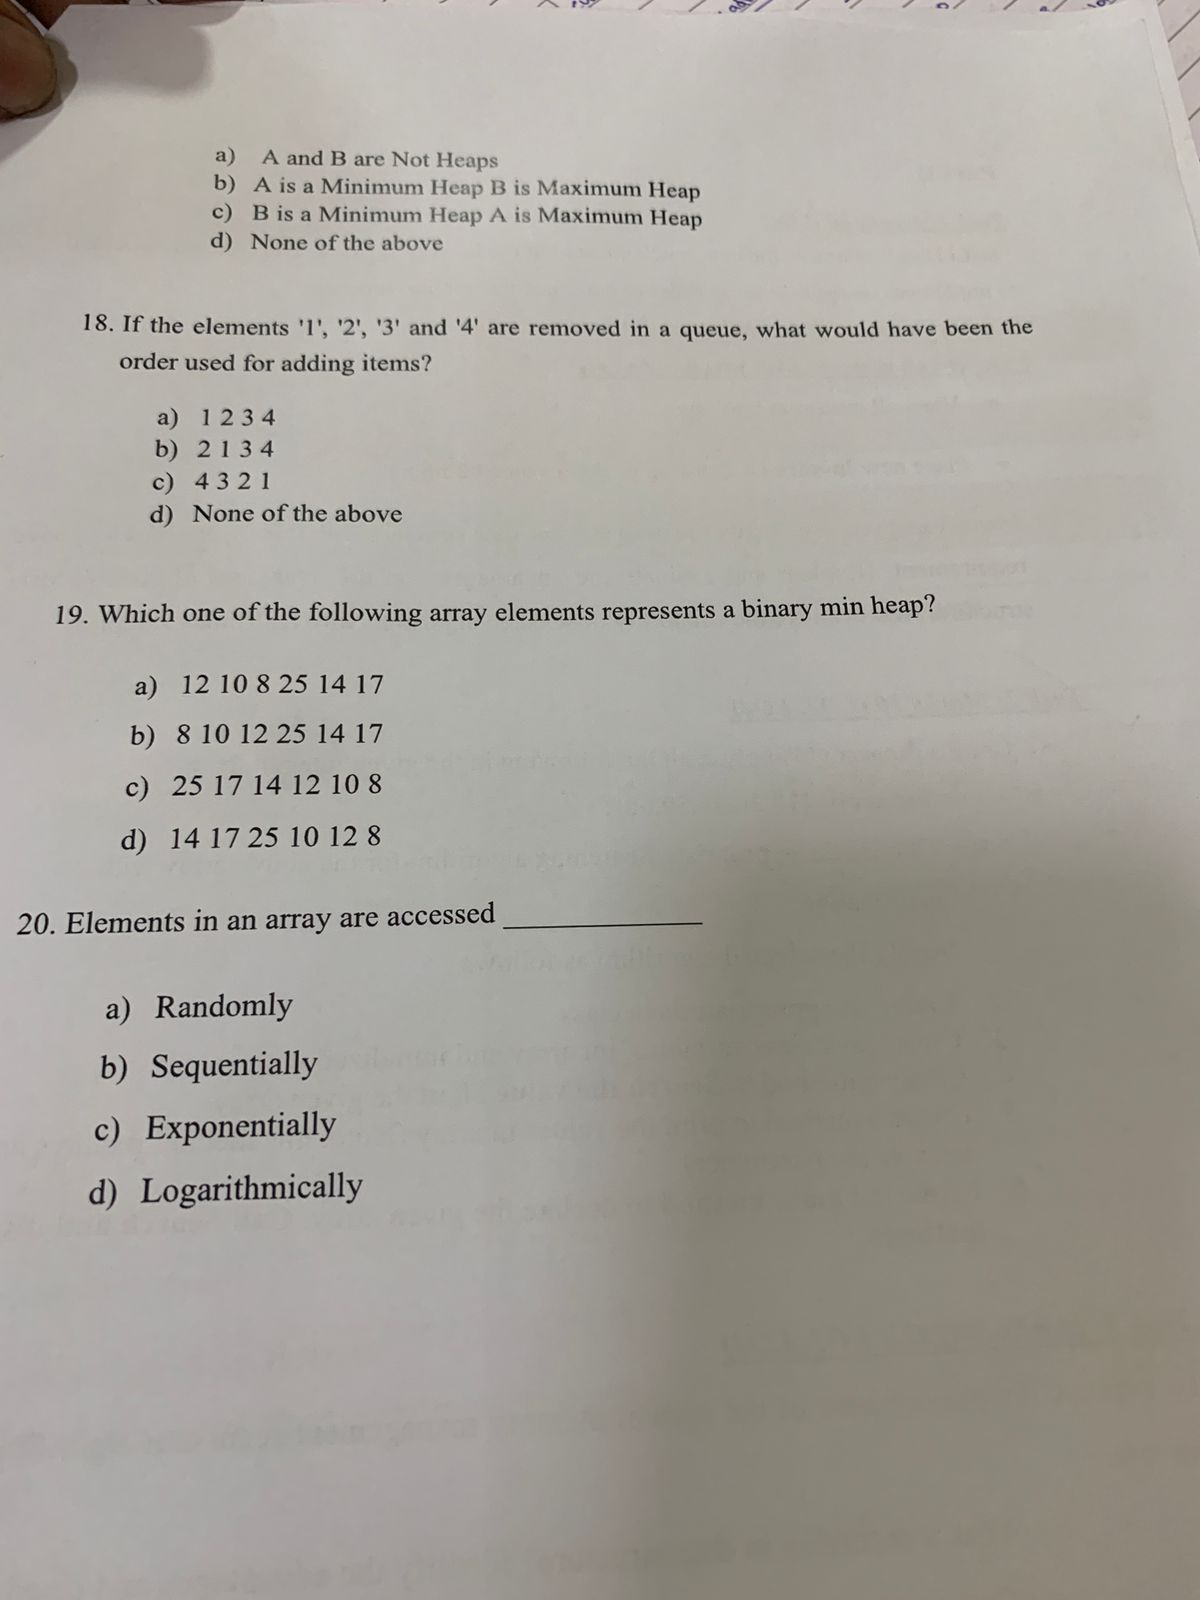 a) A and B are Not Heaps
b) A is a Minimum Heap B is Maximum Heap
c) B is a Minimum Heap A is Maximum Heap
d) None of the above
18. If the elements '1', '2', '3' and '4' are removed in a queue, what would have been the
order used for adding items?
a) 1 2 3 4
b) 2 1 3 4
c) 4 3 2 1
d) None of the above
19. Which one of the following array elements represents a binary min heap?
a) 12 10 8 25 14 17
b) 8 10 12 25 14 17
c) 25 17 14 12 10 8
d) 14 17 25 10 12 8
20. Elements in an array are accessed ____________
a) Randomly
b) Sequentially
c) Exponentially
d) Logarithmically